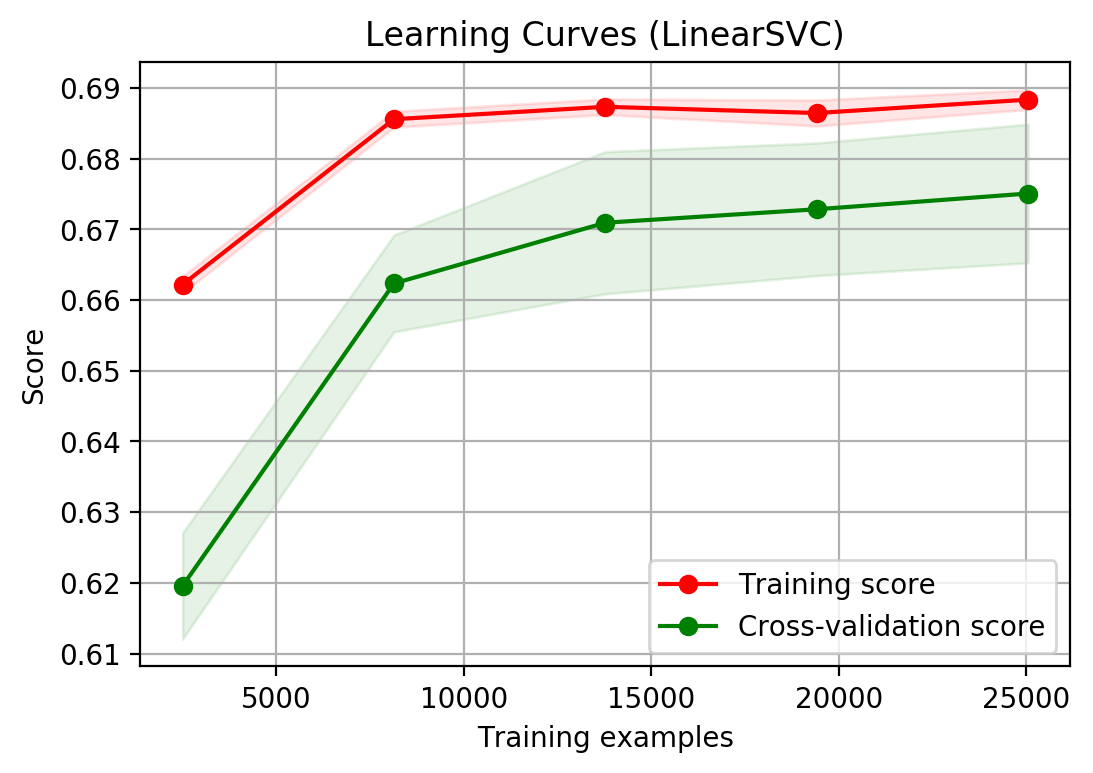 Learning Curves (LinearSVC)
0.69
0.68
0.67
0.66
0.65
0.64
0.63
0.62
0.61
Score
Training score
Cross-validation score
5000 10000 15000 20000 25000
Training examples